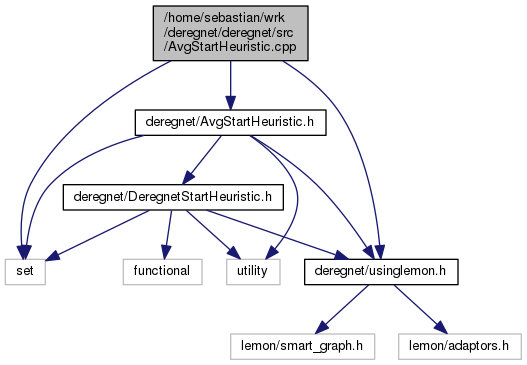 /home/sebastian/wrk
/deregnet/deregnet/src
/AvgStartHeuristic.cpp
deregnet/AvgStartHeuristic.h
deregnet/DeregnetStartHeuristic.h
set
functional
utility
deregnet/usinglemon.h
lemon/smart_graph.h
lemon/adaptors.h